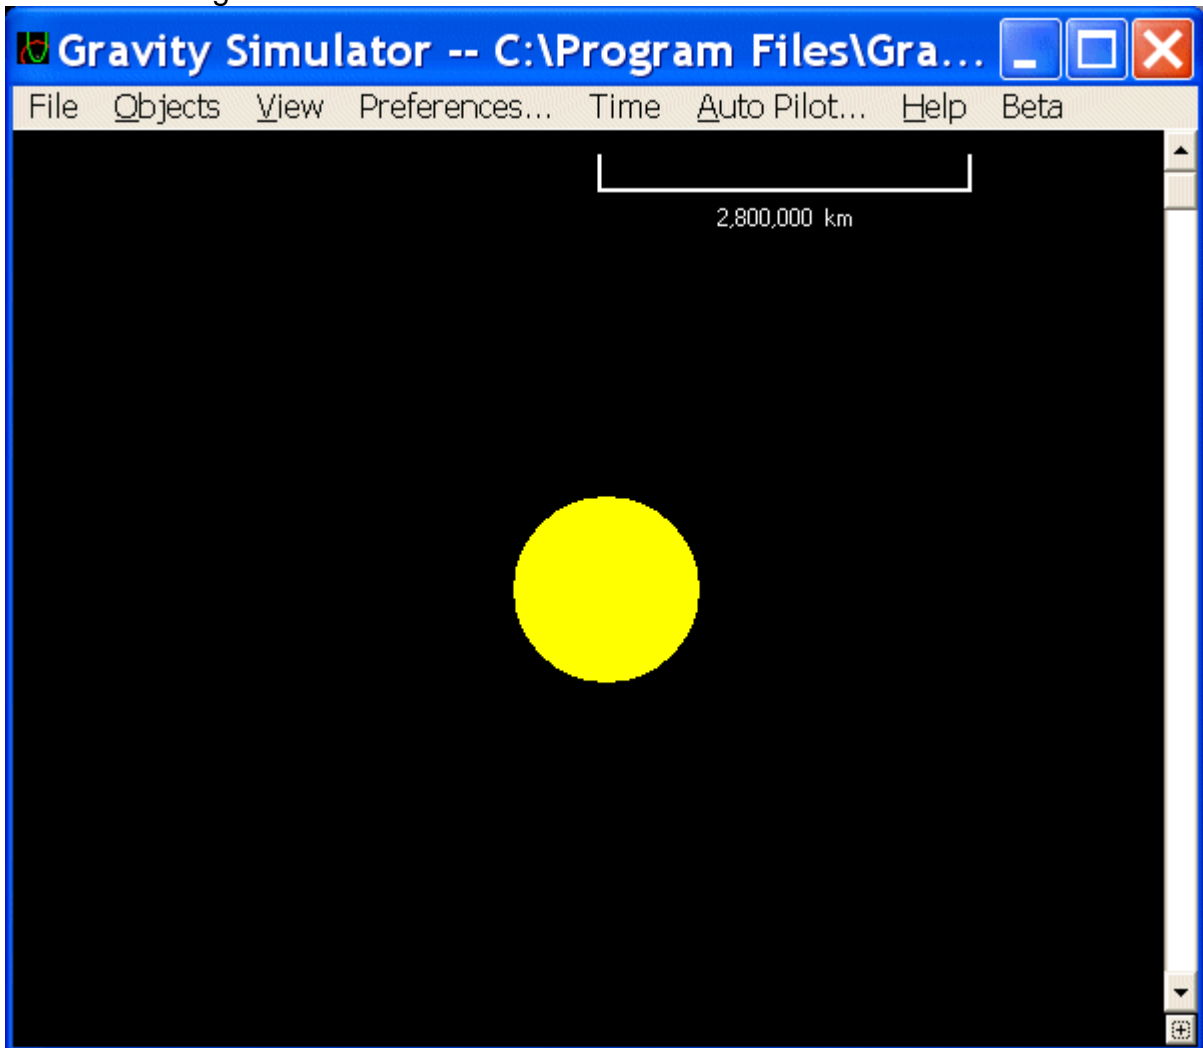 Gravity Simulator -- C:\Program Files\Gra...
File Objects View Preferences... Time Auto Pilot... Help Beta
2,800,000 km